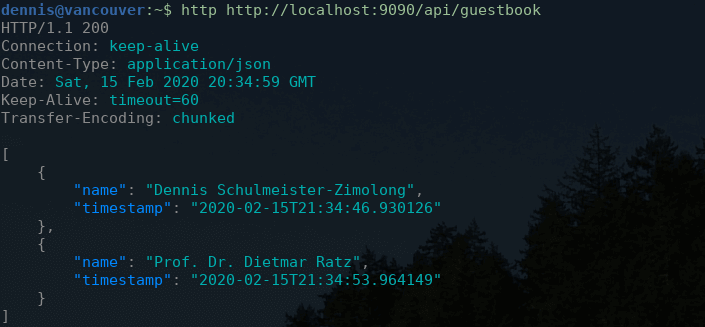 dennis@vancouver:~$ http http://localhost:9090/api/guestbook
HTTP/1.1 200
Connection: keep-alive
Content-Type: application/json
Date: Sat, 15 Feb 2020 20:34:59 GMT
Keep-Alive: timeout=60
Transfer-Encoding: chunked

[
    {
        "name": "Dennis Schulmeister-Zimolong",
        "timestamp": "2020-02-15T21:34:46.930126"
    },
    {
        "name": "Prof. Dr. Dietmar Ratz",
        "timestamp": "2020-02-15T21:34:53.964149"
    }
]